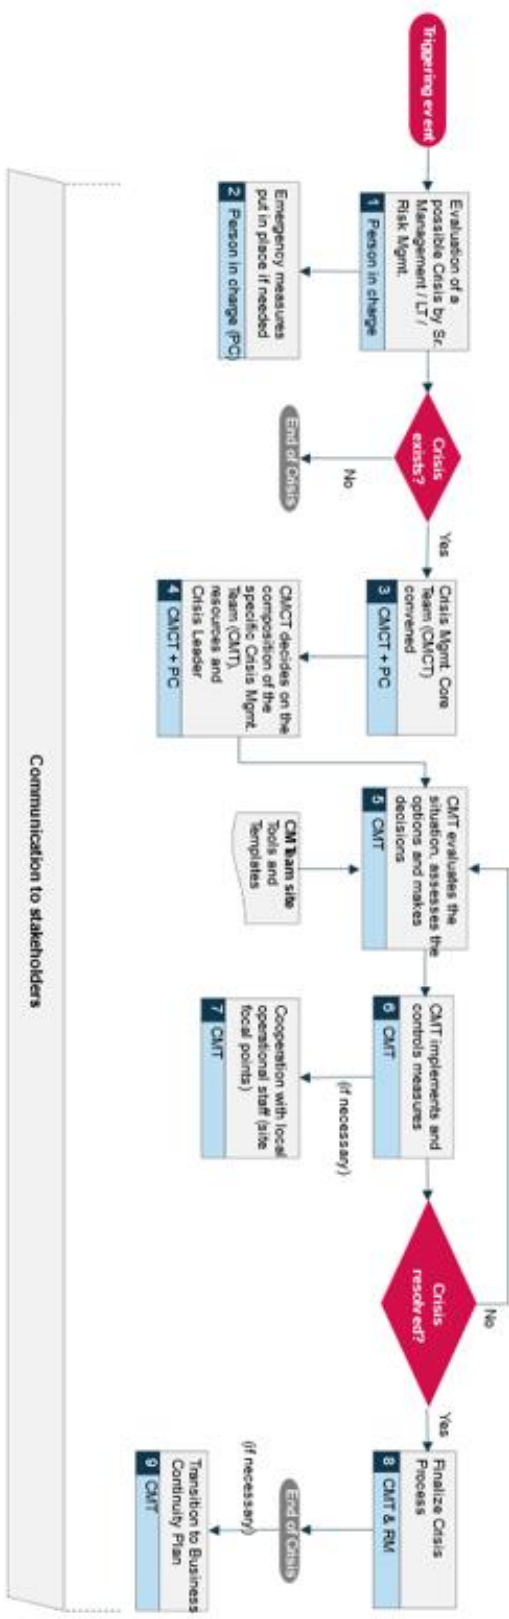 Triggering event
Evaluation of a
possible Crisis by Sr.
Management / LT /
Risk Mgmt.
1 Person in charge
Emergency measures
put in place if needed
2 Person in charge (PC)
Crisis
exists?
No
End of Crisis
Yes
Crisis Mgmt. Core
Team (CMCT)
convened
3 CMCT + PC
CMCT decides on the
composition of the
specific Crisis Mgmt.
Team (CMT),
resources and
Crisis Leader
4 CMCT + PC
CMT evaluates the
situation, assesses the
options and makes
decisions
5 CMT
CMTeam site
Tools and
Templates
CMT implements and
controls measures
6 CMT
(if necessary)
Cooperation with local
operational staff (site
focal points)
7 CMT
Crisis
resolved?
No
Yes
Finalize Crisis
Process
8 CMT & RM
End of Crisis
(if necessary)
Transition to Business
Continuity Plan
9 CMT
Communication to stakeholders